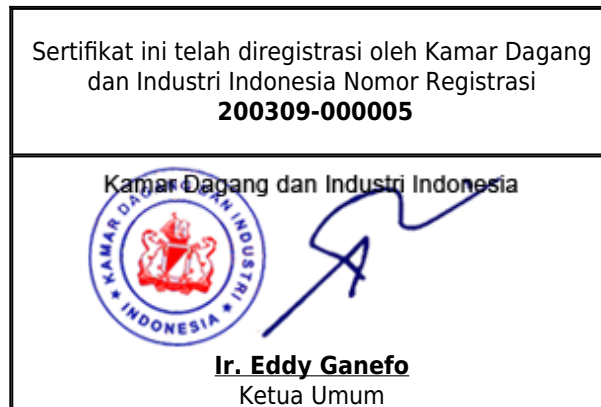 Sertifikat ini telah diregistrasi oleh Kamar Dagang
dan Industri Indonesia Nomor Registrasi
200309-000005
Kamar Dagang dan Industri Indonesia
KAMAR DAGANG DAN INDUSTRI
★ INDONESIA ★
Ir. Eddy Ganefo
Ketua Umum